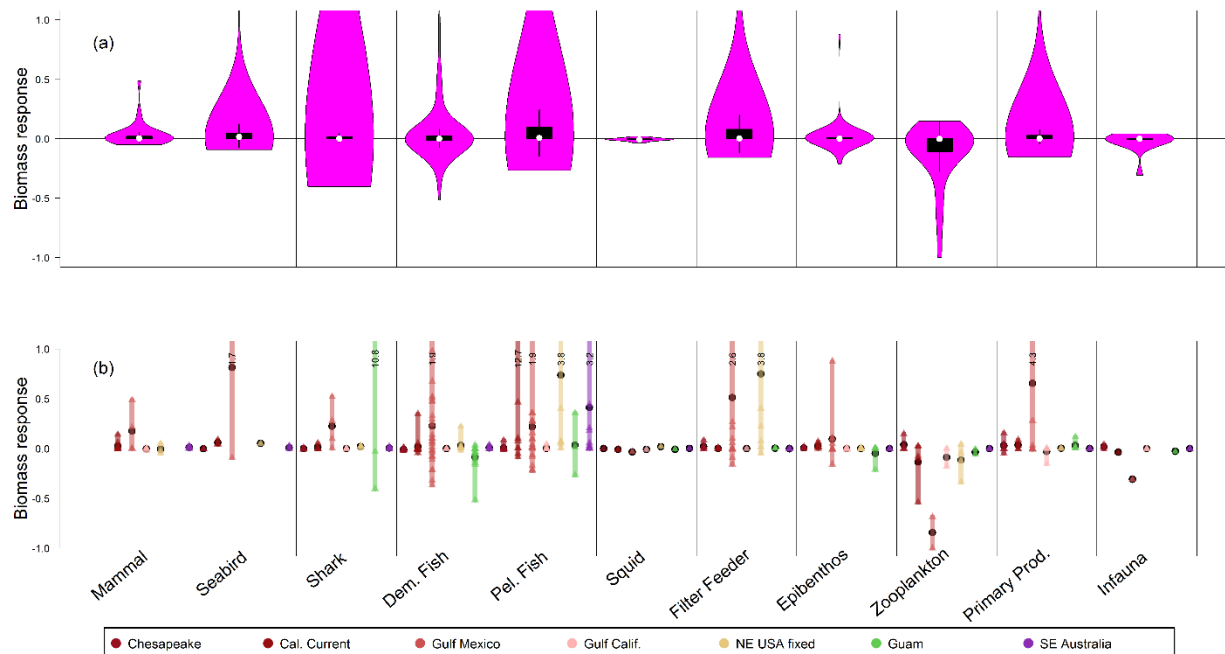 (a)
Biomass response
1.0
0.5
0.0
-0.5
-1.0
(b)
Biomass response
1.0
0.5
0.0
-0.5
-1.0
1.7
10.8
1.9
12.7
1.9
3.8
3.2
2.6
3.8
4.3
Mammal
Seabird
Shark
Dem. Fish
Pel. Fish
Squid
Filter Feeder
Epibenthos
Zooplankton
Primary Prod.
Infauna
Chesapeake Cal. Current Gulf Mexico Gulf Calif. NE USA fixed Guam SE Australia